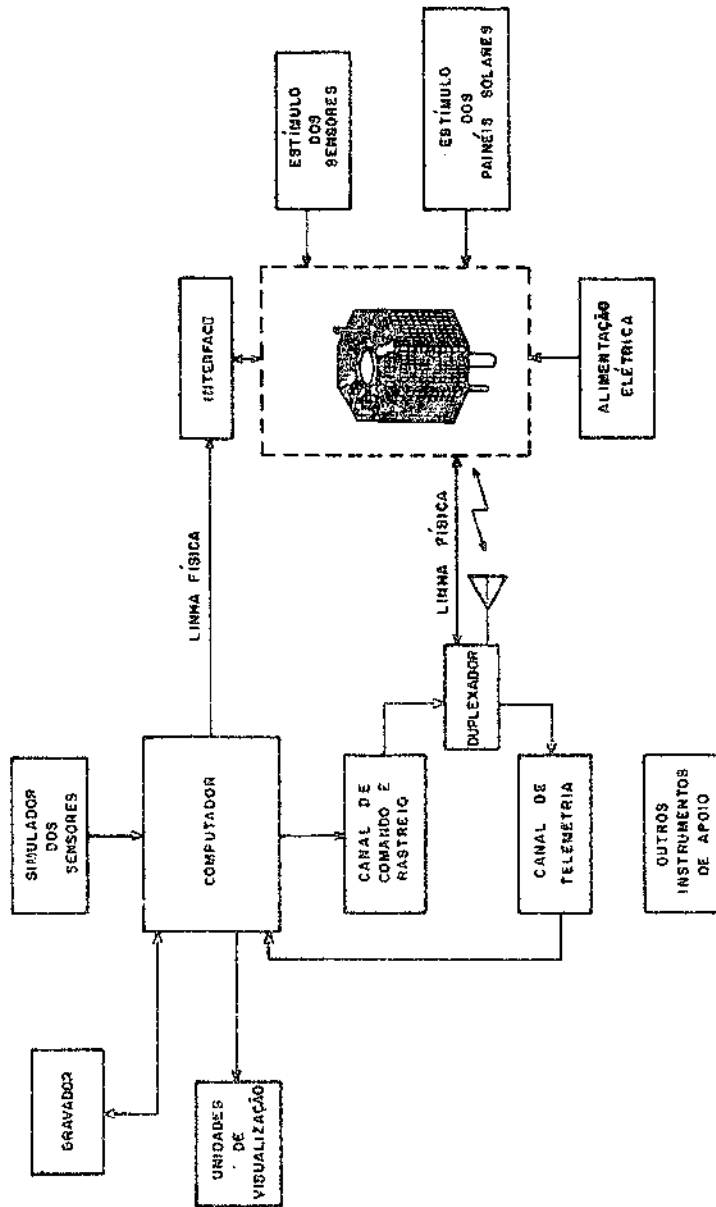 GRAVADOR
UNIDADES
DE
VISUALIZAÇÃO
SIMULADOR
DOS
SENSORES
COMPUTADOR
CANAL DE
COMANDO E
RASTREIO
CANAL DE
TELEMETRIA
OUTROS
INSTRUMENTOS
DE APOIO
DUPLEXADOR
LINHA FÍSICA
LINHA FÍSICA
INTERFACE
ALIMENTAÇÃO
ELÉTRICA
ESTÍMULO
DOS
SENSORES
ESTÍMULO
DOS
PAINÉIS SOLARES